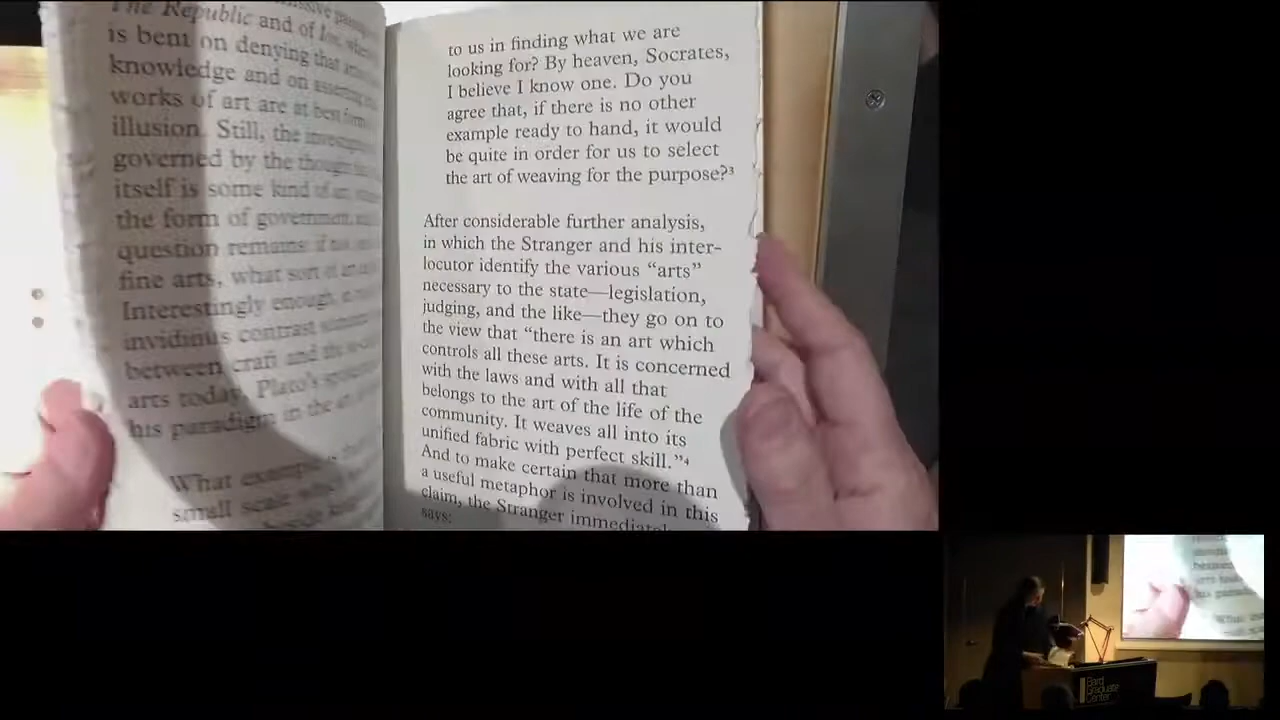 The Republic and of
is bent on denying that
knowledge and on
works of art are at best
illusion. Still, the
governed by the
itself is some kind of
the form of government,
question remains: if
fine arts, what sort of
Interestingly enough,
invidinus contrast
between craft and the
arts today. Plato's
his paradigm in the
What
small scale
to us in finding what we are
looking for? By heaven, Socrates,
I believe I know one. Do you
agree that, if there is no other
example ready to hand, it would
be quite in order for us to select
the art of weaving for the purpose?³
After considerable further analysis,
in which the Stranger and his inter-
locutor identify the various “arts”
necessary to the state—legislation,
judging, and the like—they go on to
the view that “there is an art which
controls all these arts. It is concerned
with the laws and with all that
belongs to the art of the life of the
community. It weaves all into its
unified fabric with perfect skill.”⁴
And to make certain that more than
a useful metaphor is involved in this
claim, the Stranger immediately
says:
Bard
Graduate
Center